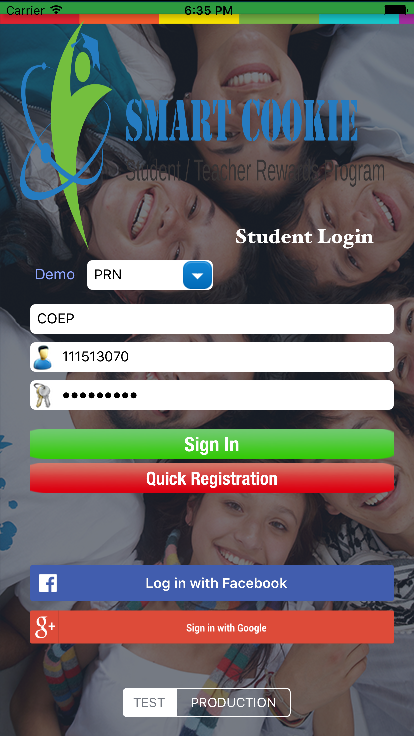 Carrier 6:35 PM
SMART COOKIE
Student / Teacher Rewards Program
Student Login
Demo PRN
COEP
111513070
•••••••••
Sign In
Quick Registration
f Log in with Facebook
g+ Sign in with Google
TEST PRODUCTION